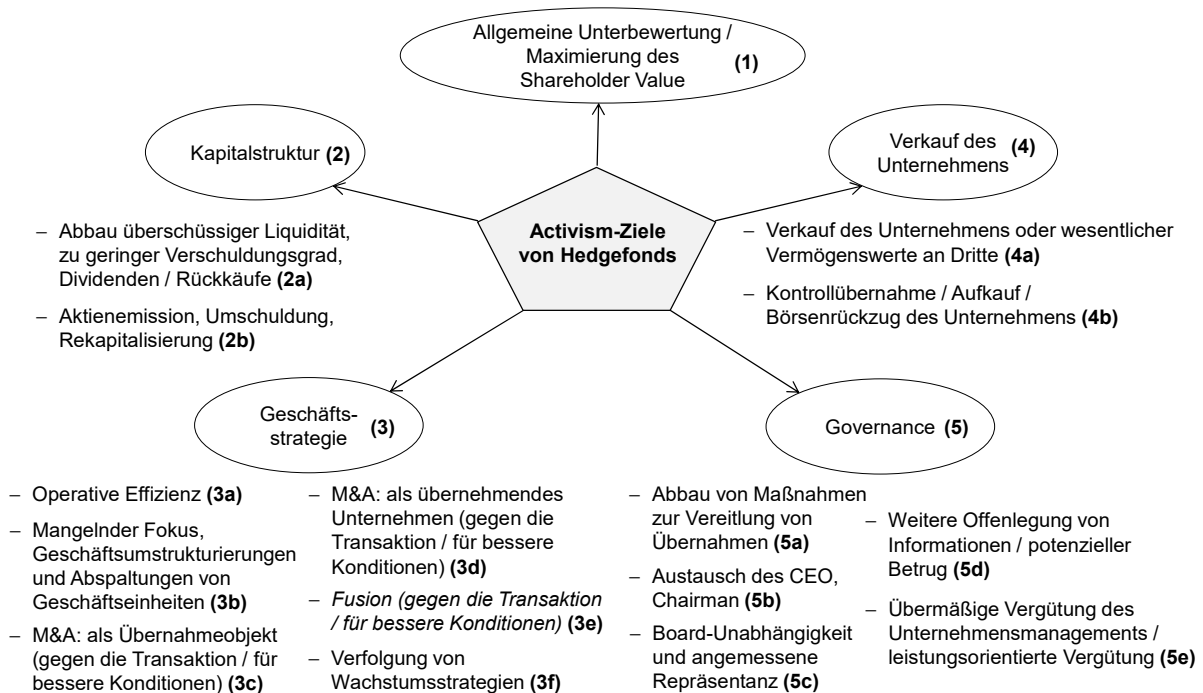 Allgemeine Unterbewertung /
Maximierung des
Shareholder Value
(1)
Kapitalstruktur (2)
Verkauf des
Unternehmens
(4)
Activism-Ziele
von Hedgefonds
– Abbau überschüssiger Liquidität,
zu geringer Verschuldungsgrad,
Dividenden / Rückkäufe (2a)
– Aktienemission, Umschuldung,
Rekapitalisierung (2b)
– Verkauf des Unternehmens oder wesentlicher
Vermögenswerte an Dritte (4a)
– Kontrollübernahme / Aufkauf /
Börsenrückzug des Unternehmens (4b)
Geschäfts-
strategie
(3)
Governance (5)
– Operative Effizienz (3a)
– Mangelnder Fokus,
Geschäftsumstrukturierungen
und Abspaltungen von
Geschäftseinheiten (3b)
– M&A: als Übernahmeobjekt
(gegen die Transaktion / für
bessere Konditionen) (3c)
– M&A: als übernehmendes
Unternehmen (gegen die
Transaktion / für bessere
Konditionen) (3d)
– Fusion (gegen die Transaktion
/ für bessere Konditionen) (3e)
– Verfolgung von
Wachstumsstrategien (3f)
– Abbau von Maßnahmen
zur Vereitlung von
Übernahmen (5a)
– Austausch des CEO,
Chairman (5b)
– Board-Unabhängigkeit
und angemessene
Repräsentanz (5c)
– Weitere Offenlegung von
Informationen / potenzieller
Betrug (5d)
– Übermäßige Vergütung des
Unternehmensmanagements /
leistungsorientierte Vergütung (5e)